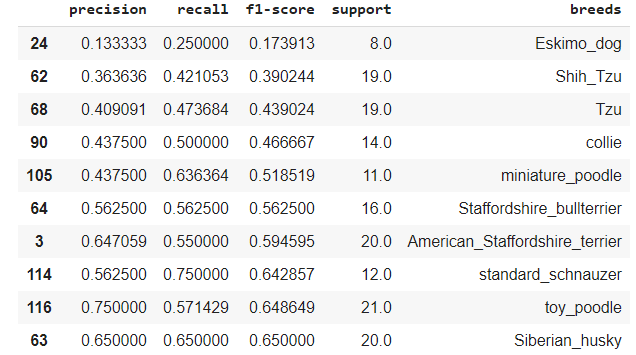 precision recall f1-score support breeds
24 0.133333 0.250000 0.173913 8.0 Eskimo_dog
62 0.363636 0.421053 0.390244 19.0 Shih_Tzu
68 0.409091 0.473684 0.439024 19.0 Tzu
90 0.437500 0.500000 0.466667 14.0 collie
105 0.437500 0.636364 0.518519 11.0 miniature_poodle
64 0.562500 0.562500 0.562500 16.0 Staffordshire_bullterrier
3 0.647059 0.550000 0.594595 20.0 American_Staffordshire_terrier
114 0.562500 0.750000 0.642857 12.0 standard_schnauzer
116 0.750000 0.571429 0.648649 21.0 toy_poodle
63 0.650000 0.650000 0.650000 20.0 Siberian_husky